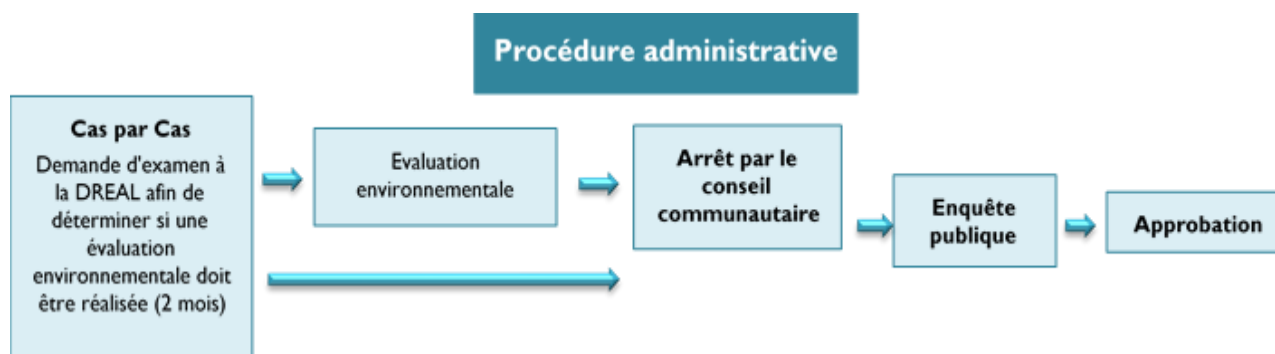 Procédure administrative
Cas par Cas
Demande d'examen à
la DREAL afin de
déterminer si une
évaluation
environnementale doit
être réalisée (2 mois)
Evaluation
environnementale
Arrêt par le
conseil
communautaire
Enquête
publique
Approbation